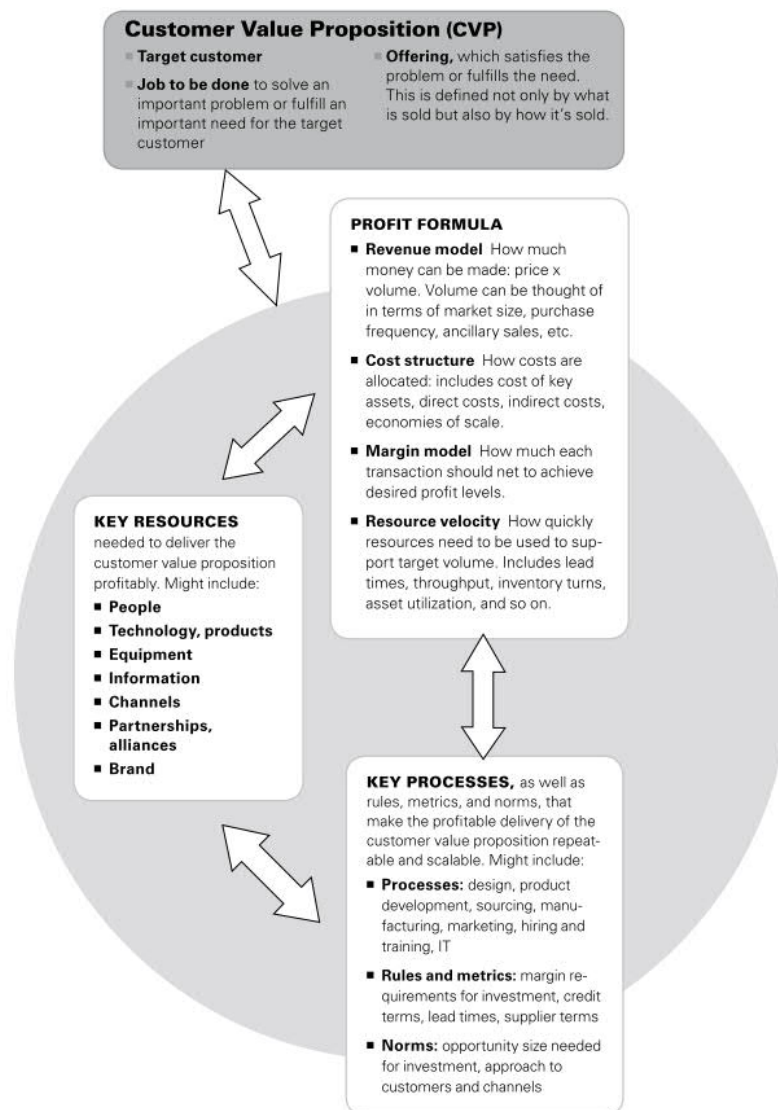 Customer Value Proposition (CVP)
■ Target customer
■ Job to be done to solve an
important problem or fulfill an
important need for the target
customer
■ Offering, which satisfies the
problem or fulfills the need.
This is defined not only by what
is sold but also by how it's sold.
PROFIT FORMULA
■ Revenue model How much
money can be made: price x
volume. Volume can be thought of
in terms of market size, purchase
frequency, ancillary sales, etc.
■ Cost structure How costs are
allocated: includes cost of key
assets, direct costs, indirect costs,
economies of scale.
■ Margin model How much each
transaction should net to achieve
desired profit levels.
■ Resource velocity How quickly
resources need to be used to sup-
port target volume. Includes lead
times, throughput, inventory turns,
asset utilization, and so on.
KEY RESOURCES
needed to deliver the
customer value proposition
profitably. Might include:
■ People
■ Technology, products
■ Equipment
■ Information
■ Channels
■ Partnerships,
alliances
■ Brand
KEY PROCESSES, as well as
rules, metrics, and norms, that
make the profitable delivery of the
customer value proposition repeat-
able and scalable. Might include:
■ Processes: design, product
development, sourcing, manu-
facturing, marketing, hiring and
training, IT
■ Rules and metrics: margin re-
quirements for investment, credit
terms, lead times, supplier terms
■ Norms: opportunity size needed
for investment, approach to
customers and channels